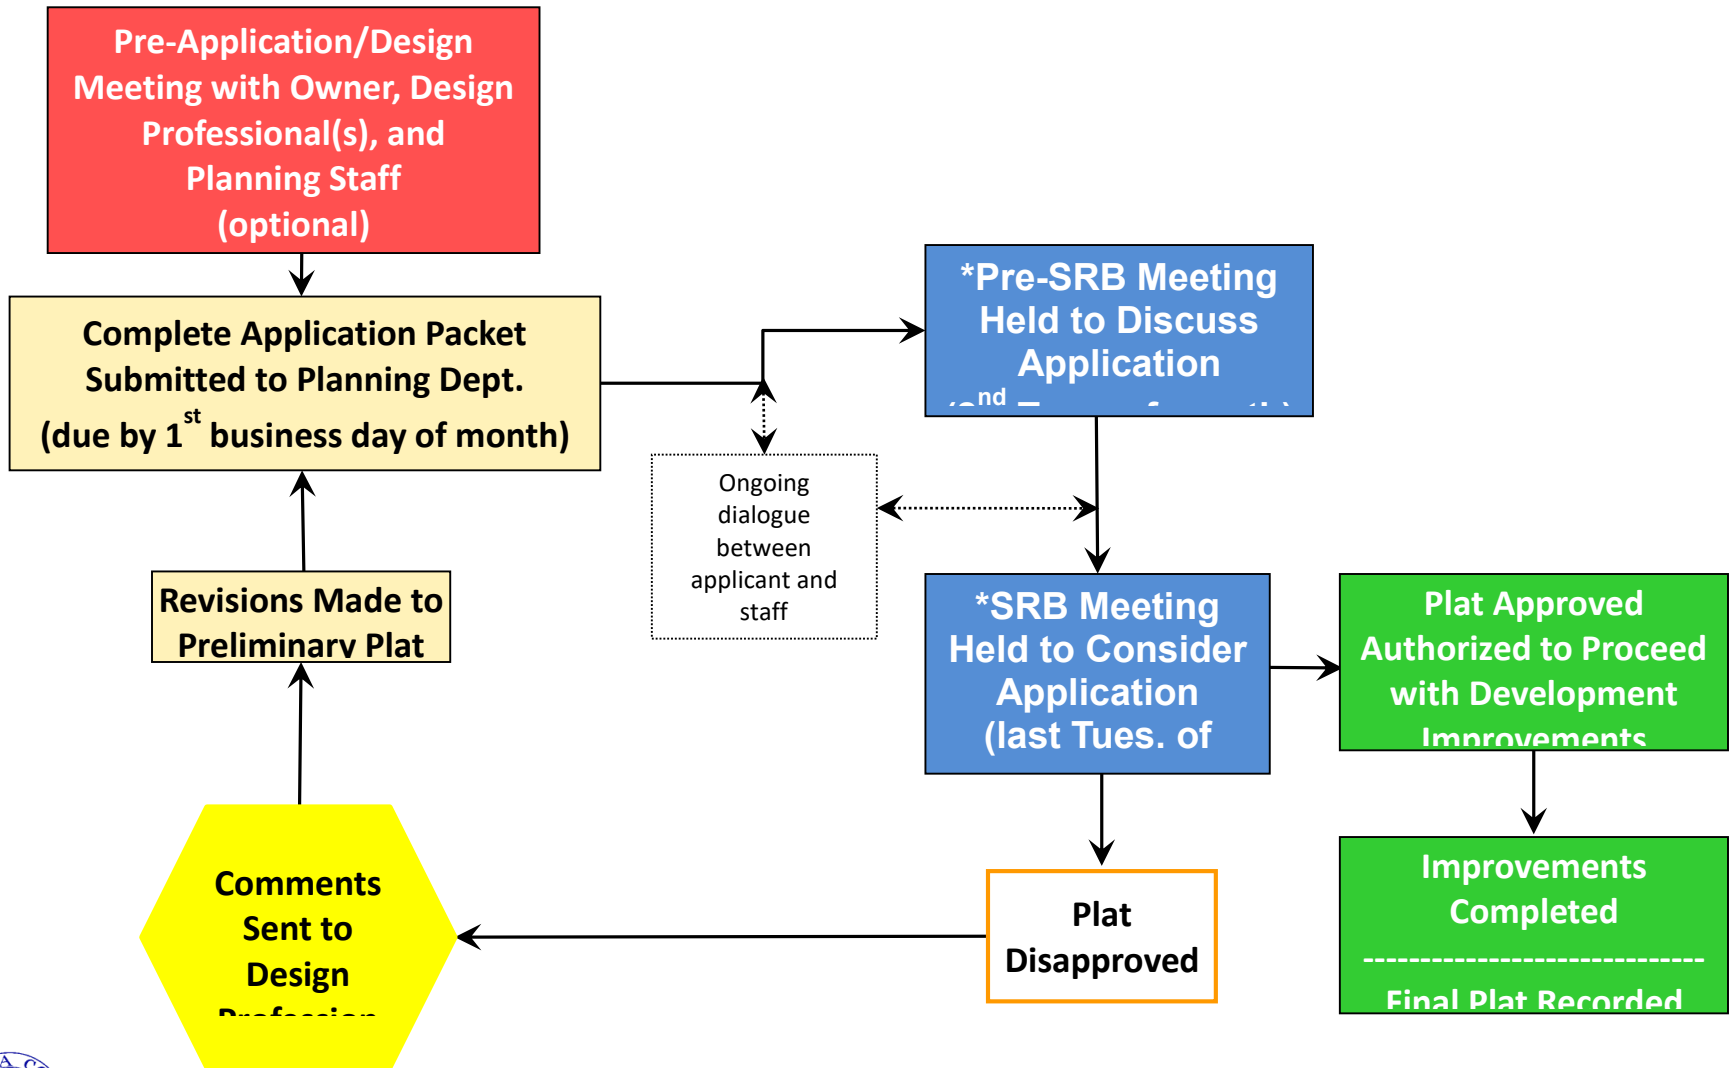 Pre-Application/Design
Meeting with Owner, Design
Professional(s), and
Planning Staff
(optional)
Complete Application Packet
Submitted to Planning Dept.
(due by 1st business day of month)
*Pre-SRB Meeting
Held to Discuss
Application
nd
Ongoing
dialogue
between
applicant and
staff
Revisions Made to
Preliminary Plat
*SRB Meeting
Held to Consider
Application
(last Tues. of
Plat Approved
Authorized to Proceed
with Development
Improvements
Comments
Sent to
Design
Profession
Plat
Disapproved
Improvements
Completed
------------------------------
Final Plat Recorded